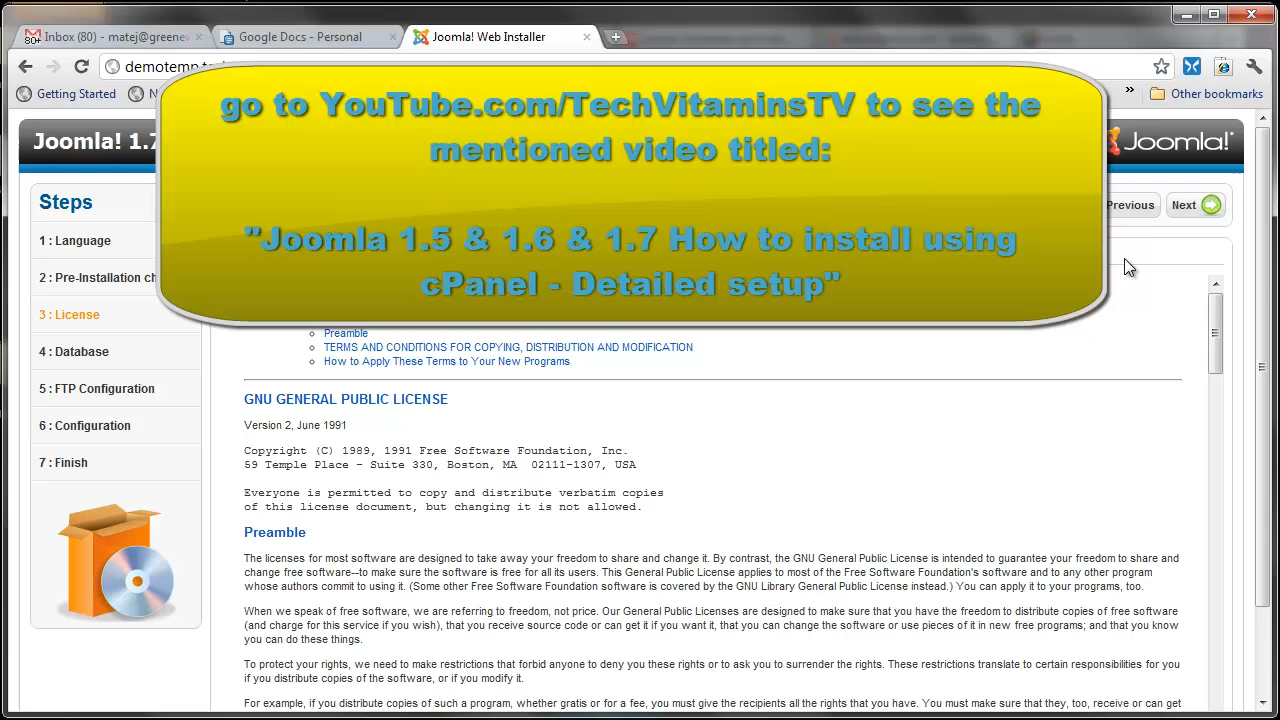 Inbox (80) - matej@greenev
Google Docs - Personal
Joomla! Web Installer
demotemp.t
Getting Started
Other bookmarks
go to YouTube.com/TechVitaminsTV to see the
mentioned video titled:
"Joomla 1.5 & 1.6 & 1.7 How to install using
cPanel - Detailed setup"
Joomla! 1.7
Joomla!
Previous
Next
Steps
1 : Language
2 : Pre-Installation ch
3 : License
4 : Database
5 : FTP Configuration
6 : Configuration
7 : Finish
Preamble
TERMS AND CONDITIONS FOR COPYING, DISTRIBUTION AND MODIFICATION
How to Apply These Terms to Your New Programs
GNU GENERAL PUBLIC LICENSE
Version 2, June 1991
Copyright (C) 1989, 1991 Free Software Foundation, Inc.
59 Temple Place - Suite 330, Boston, MA  02111-1307, USA
Everyone is permitted to copy and distribute verbatim copies
of this license document, but changing it is not allowed.
Preamble
The licenses for most software are designed to take away your freedom to share and change it. By contrast, the GNU General Public License is intended to guarantee your freedom to share and
change free software--to make sure the software is free for all its users. This General Public License applies to most of the Free Software Foundation's software and to any other program
whose authors commit to using it. (Some other Free Software Foundation software is covered by the GNU Library General Public License instead.) You can apply it to your programs, too.
When we speak of free software, we are referring to freedom, not price. Our General Public Licenses are designed to make sure that you have the freedom to distribute copies of free software
(and charge for this service if you wish), that you receive source code or can get it if you want it, that you can change the software or use pieces of it in new free programs; and that you know
you can do these things.
To protect your rights, we need to make restrictions that forbid anyone to deny you these rights or to ask you to surrender the rights. These restrictions translate to certain responsibilities for you
if you distribute copies of the software, or if you modify it.
For example, if you distribute copies of such a program, whether gratis or for a fee, you must give the recipients all the rights that you have. You must make sure that they, too, receive or can get